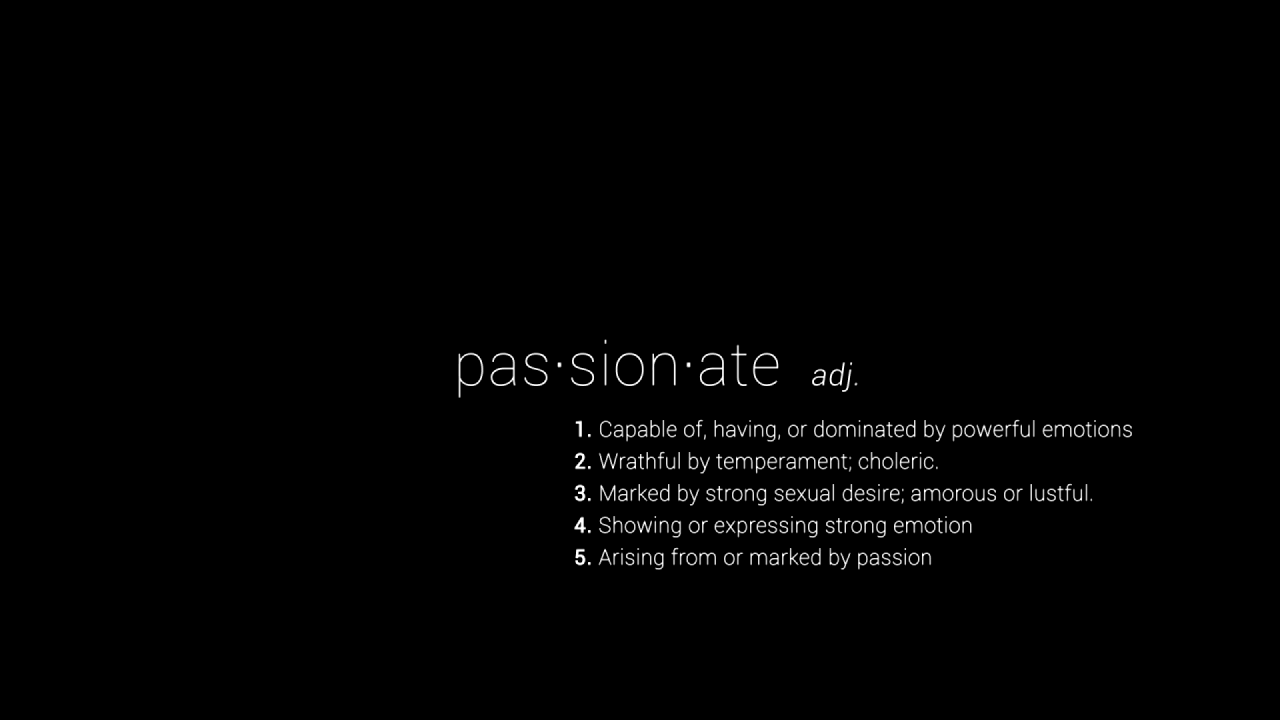 pas·sion·ate adj.
1. Capable of, having, or dominated by powerful emotions
2. Wrathful by temperament; choleric.
3. Marked by strong sexual desire; amorous or lustful.
4. Showing or expressing strong emotion
5. Arising from or marked by passion